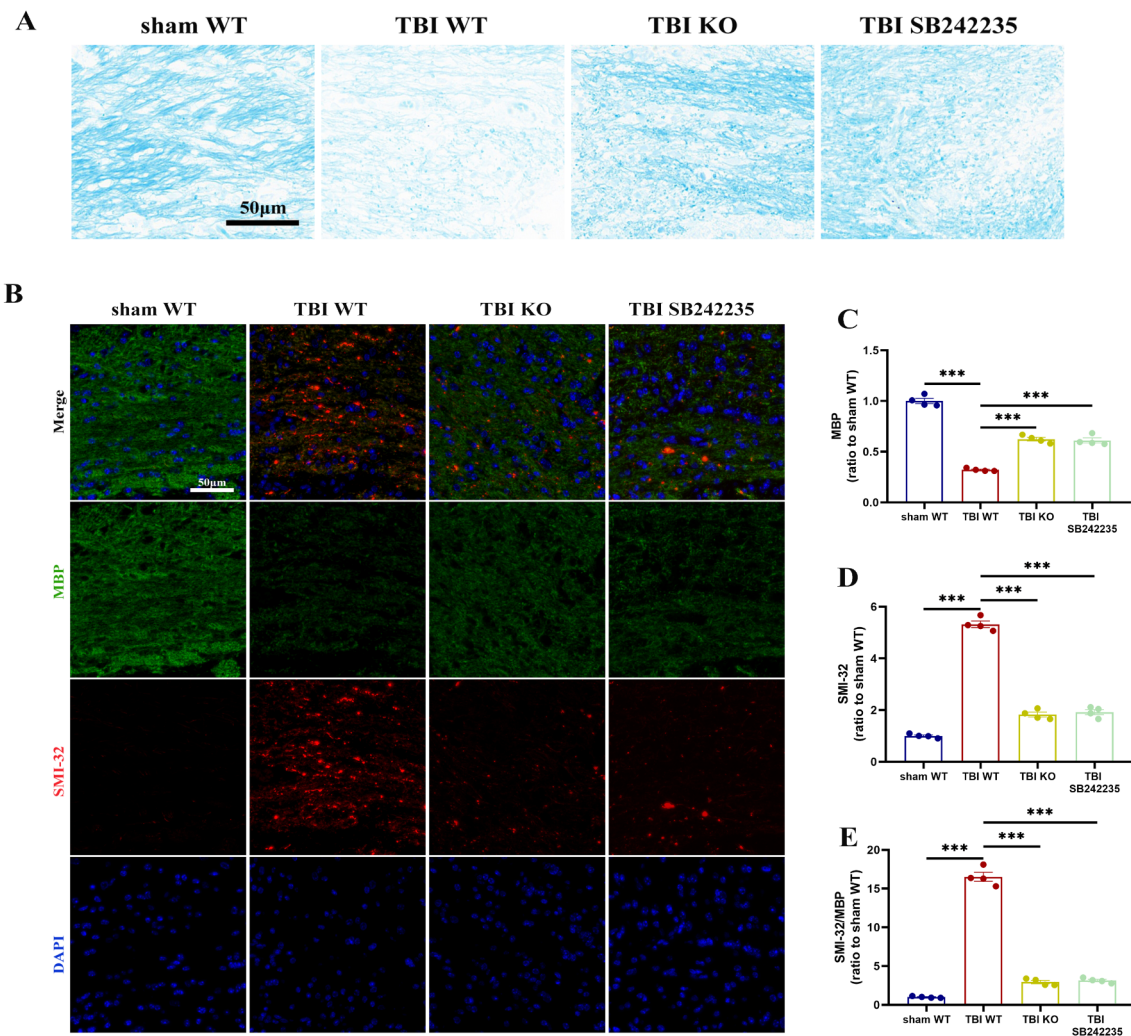 A
sham WT
TBI WT
TBI KO
TBI SB242235
50μm
B
sham WT
TBI WT
TBI KO
TBI SB242235
Merge
50μm
MBP
SMI-32
DAPI
C
MBP
(ratio to sham WT)
1.5
1.0
0.5
0.0
***
***
***
sham WT
TBI WT
TBI KO
TBI
SB242235
D
SMI-32
(ratio to sham WT)
6
4
2
0
***
***
***
sham WT
TBI WT
TBI KO
TBI
SB242235
E
SMI-32/MBP
(ratio to sham WT)
20
15
10
5
0
***
***
***
sham WT
TBI WT
TBI KO
TBI
SB242235